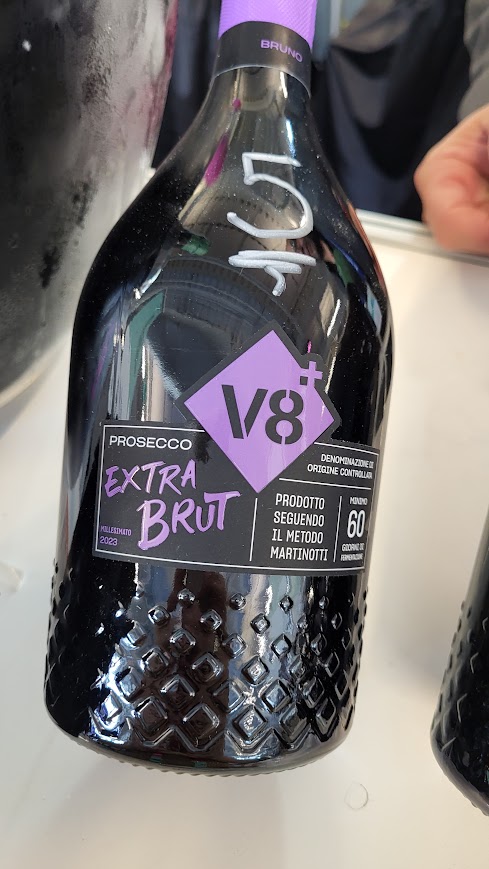 BRUNO
V8+
PROSECCO
EXTRA
BRUT
MILLESIMATO
2023
DENOMINAZIONE DI
ORIGINE CONTROLLATA
PRODOTTO
SEGUENDO
IL METODO
MARTINOTTI
MINIMO
60
GIORNI DI
FERMENTAZIONE